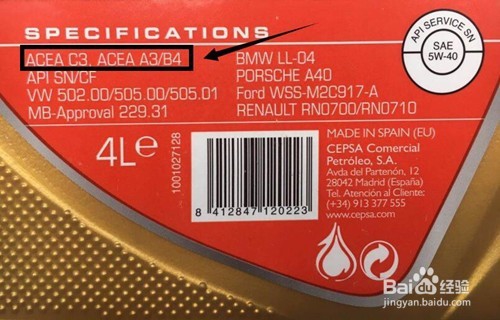 SPECIFICATIONS
ACEA C3, ACEA A3/B4
API SN/CF
VW 502.00/505.00/505.01
MB-Approval 229.31
BMW LL-04
PORSCHE A40
Ford WSS-M2C917-A
RENAULT RN0700/RN0710
API SERVICE SN
SAE
5W-40
4Le
1001027128
8 412847 120223
MADE IN SPAIN (EU)
CEPSA Comercial
Petróleo, S.A.
Avda del Partenón, 12
28042 Madrid (España)
Tel. Atención al Cliente:
(+34) 913 377 555
www.cepsa.com
Baidu 经验
jingyan.baidu.com